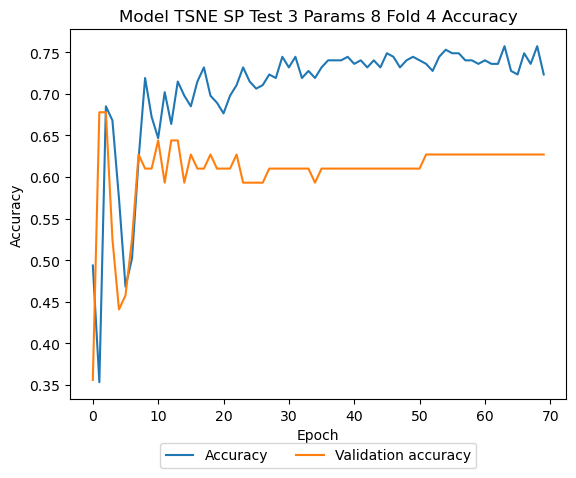 Model TSNE SP Test 3 Params 8 Fold 4 Accuracy
0.75
0.70
0.65
0.60
0.55
0.50
0.45
0.40
0.35
Accuracy
0 10 20 30 40 50 60 70
Epoch
Accuracy Validation accuracy